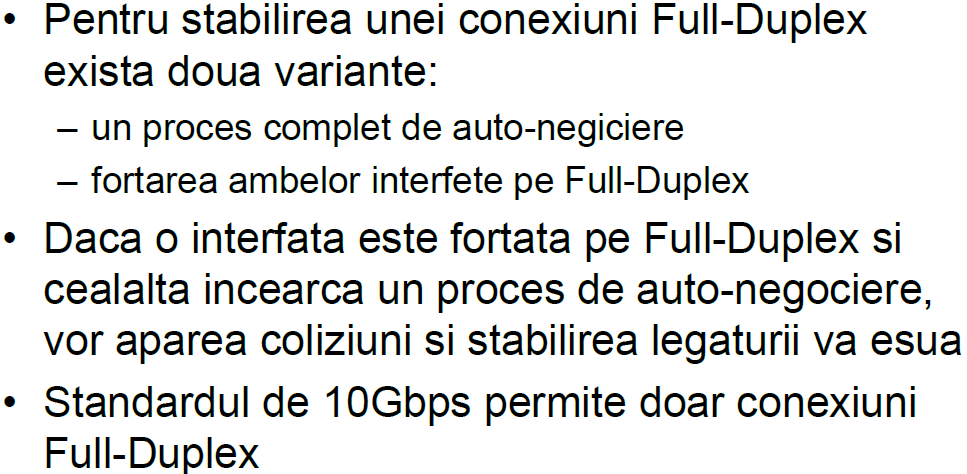 • Pentru stabilirea unei conexiuni Full-Duplex
exista doua variante:
– un proces complet de auto-negiciere
– fortarea ambelor interfete pe Full-Duplex
• Daca o interfata este fortata pe Full-Duplex si
cealalta incearca un proces de auto-negociere,
vor aparea coliziuni si stabilirea legaturii va esua
• Standardul de 10Gbps permite doar conexiuni
Full-Duplex